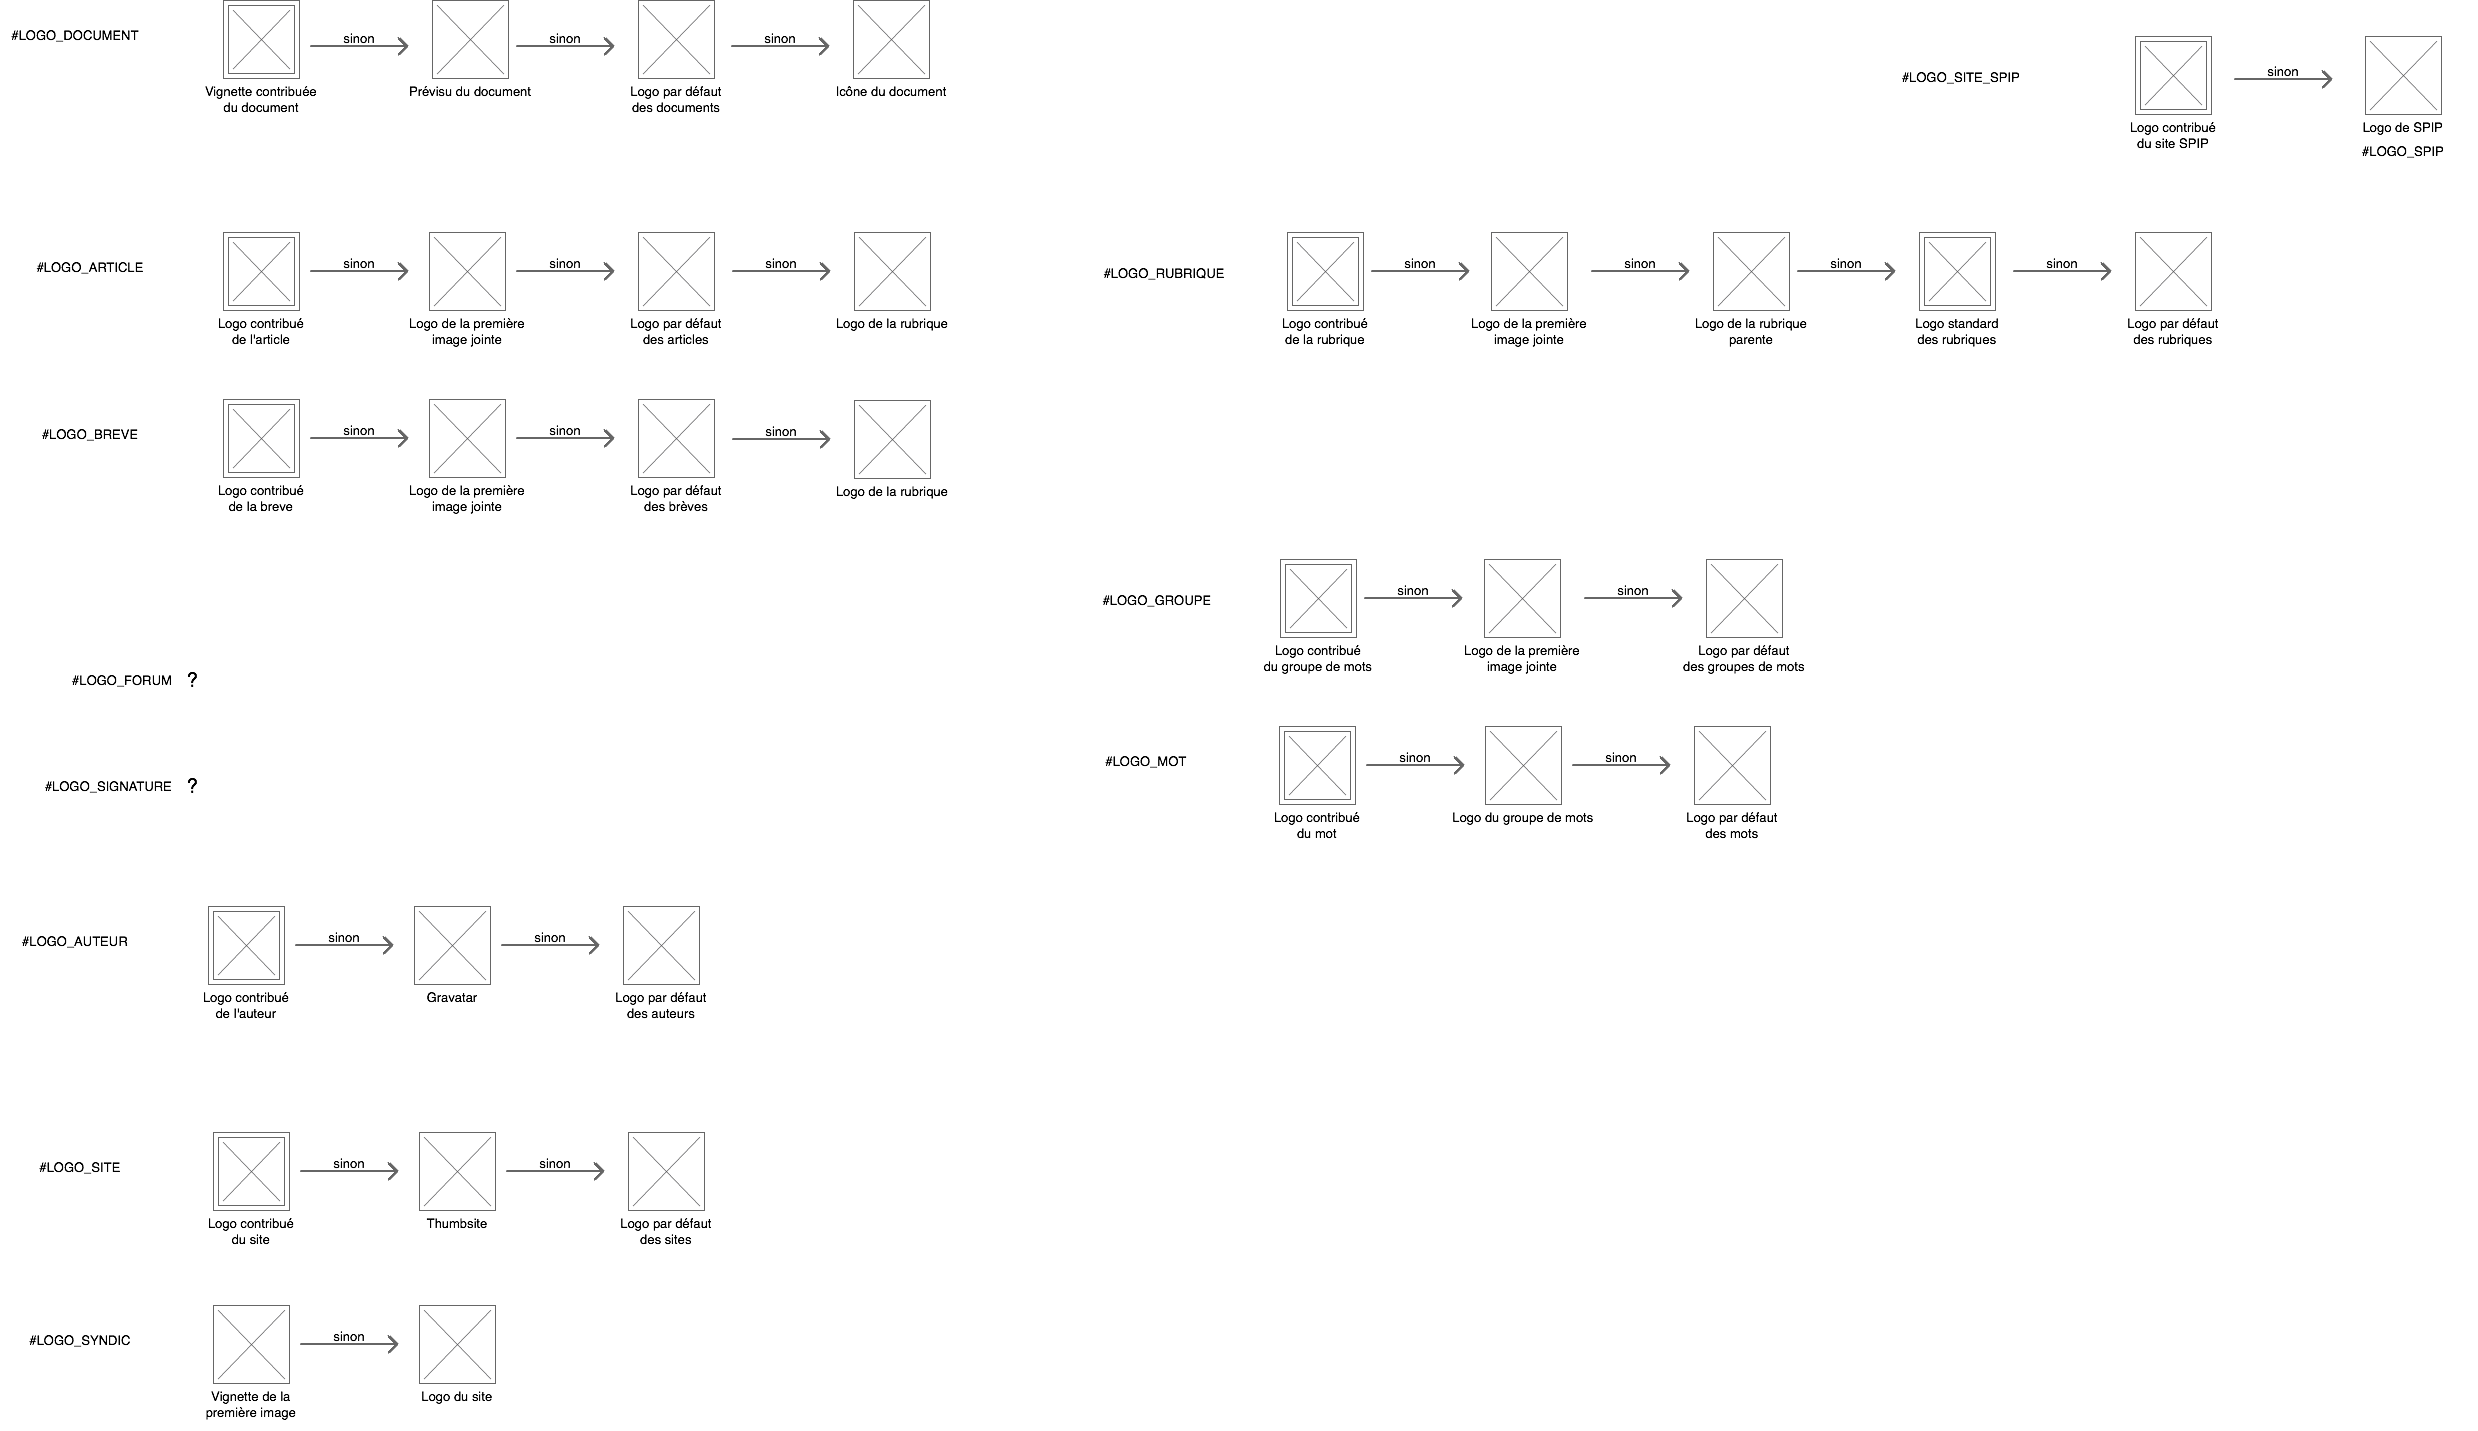 #LOGO_DOCUMENT
sinon
sinon
sinon
Vignette contribuée
du document
Prévisu du document
Logo par défaut
des documents
Icône du document
#LOGO_SITE_SPIP
sinon
Logo contribué
du site SPIP
Logo de SPIP
#LOGO_SPIP
#LOGO_ARTICLE
sinon
sinon
sinon
Logo contribué
de l'article
Logo de la première
image jointe
Logo par défaut
des articles
Logo de la rubrique
#LOGO_RUBRIQUE
sinon
sinon
sinon
sinon
Logo contribué
de la rubrique
Logo de la première
image jointe
Logo de la rubrique
parente
Logo standard
des rubriques
Logo par défaut
des rubriques
#LOGO_BREVE
sinon
sinon
sinon
Logo contribué
de la breve
Logo de la première
image jointe
Logo par défaut
des brèves
Logo de la rubrique
#LOGO_GROUPE
sinon
sinon
Logo contribué
du groupe de mots
Logo de la première
image jointe
Logo par défaut
des groupes de mots
#LOGO_FORUM ?
#LOGO_MOT
sinon
sinon
Logo contribué
du mot
Logo du groupe de mots
Logo par défaut
des mots
#LOGO_SIGNATURE ?
#LOGO_AUTEUR
sinon
sinon
Logo contribué
de l'auteur
Gravatar
Logo par défaut
des auteurs
#LOGO_SITE
sinon
sinon
Logo contribué
du site
Thumbsite
Logo par défaut
des sites
#LOGO_SYNDIC
sinon
Vignette de la
première image
Logo du site